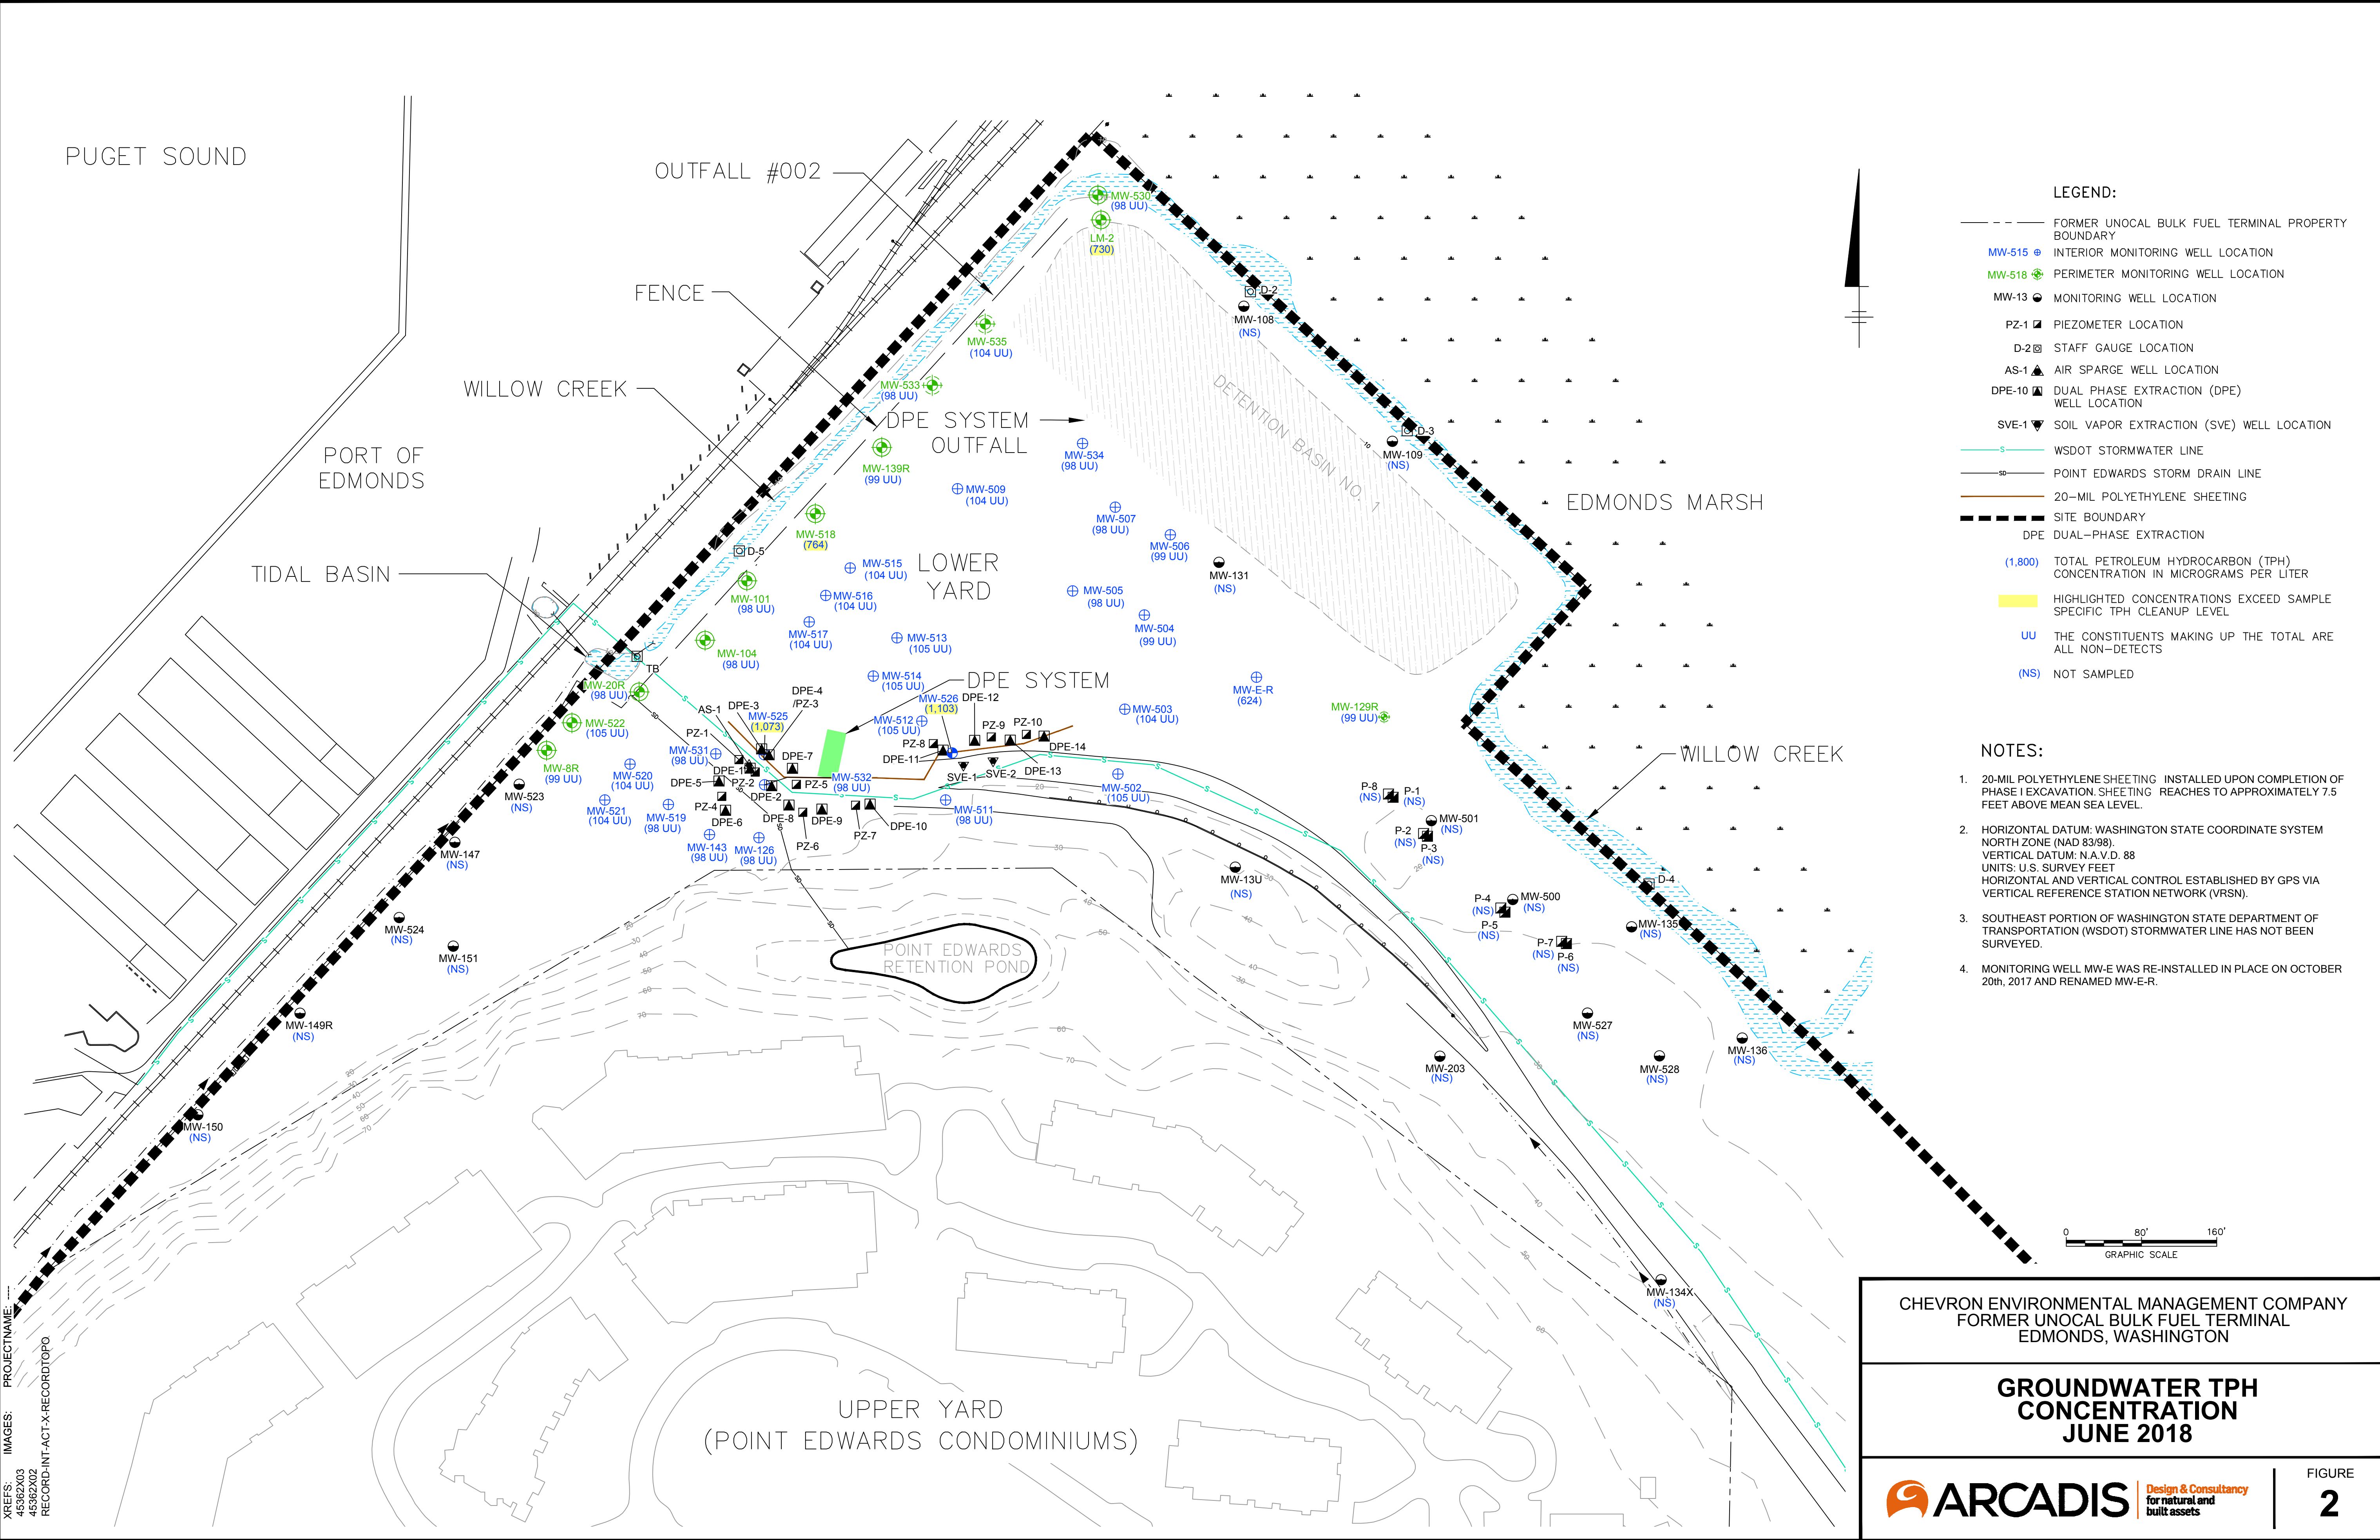 PUGET SOUND
OUTFALL #002
FENCE
WILLOW CREEK
PORT OF
EDMONDS
TIDAL BASIN
DPE SYSTEM
OUTFALL
LOWER
YARD
DPE SYSTEM
DETENTION BASIN NO. 1
EDMONDS MARSH
WILLOW CREEK
POINT EDWARDS
RETENTION POND
UPPER YARD
(POINT EDWARDS CONDOMINIUMS)
MW-530
(98 UU)
LM-2
(730)
D-2
MW-108
(NS)
MW-535
(104 UU)
MW-533
(98 UU)
D-3
MW-109
(NS)
MW-139R
(99 UU)
MW-534
(98 UU)
MW-509
(104 UU)
MW-518
(764)
MW-507
(98 UU)
MW-506
(99 UU)
D-5
MW-515
(104 UU)
MW-131
(NS)
MW-101
(98 UU)
MW-516
(104 UU)
MW-505
(98 UU)
MW-517
(104 UU)
MW-513
(105 UU)
MW-504
(99 UU)
MW-104
(98 UU)
TB
MW-20R
(98 UU)
MW-514
(105 UU)
MW-E-R
(624)
DPE-4
/PZ-3
MW-526
(1,103)
DPE-12
AS-1
DPE-3
MW-525
(1,073)
MW-512
(105 UU)
MW-503
(104 UU)
MW-129R
(99 UU)
MW-522
(105 UU)
PZ-1
PZ-9
PZ-10
PZ-8
DPE-14
MW-531
(98 UU)
DPE-7
DPE-11
MW-8R
(99 UU)
MW-520
(104 UU)
DPE-1
DPE-5
PZ-2
PZ-5
MW-532
(98 UU)
SVE-1
SVE-2
DPE-13
MW-502
(105 UU)
MW-523
(NS)
MW-521
(104 UU)
MW-519
(98 UU)
DPE-2
PZ-4
DPE-6
DPE-8
DPE-9
PZ-7
DPE-10
MW-511
(98 UU)
PZ-6
MW-143
(98 UU)
MW-126
(98 UU)
P-8
(NS)
P-1
(NS)
MW-501
(NS)
P-2
(NS)
P-3
(NS)
MW-147
(NS)
MW-13U
(NS)
D-4
P-4
(NS)
MW-500
(NS)
P-5
(NS)
MW-524
(NS)
MW-151
(NS)
MW-135
(NS)
P-7
(NS)
P-6
(NS)
MW-149R
(NS)
MW-527
(NS)
MW-136
(NS)
MW-203
(NS)
MW-528
(NS)
MW-150
(NS)
MW-134X
(NS)
LEGEND:
FORMER UNOCAL BULK FUEL TERMINAL PROPERTY
BOUNDARY
MW-515 INTERIOR MONITORING WELL LOCATION
MW-518 PERIMETER MONITORING WELL LOCATION
MW-13 MONITORING WELL LOCATION
PZ-1 PIEZOMETER LOCATION
D-2 STAFF GAUGE LOCATION
AS-1 AIR SPARGE WELL LOCATION
DPE-10 DUAL PHASE EXTRACTION (DPE)
WELL LOCATION
SVE-1 SOIL VAPOR EXTRACTION (SVE) WELL LOCATION
S WSDOT STORMWATER LINE
SD POINT EDWARDS STORM DRAIN LINE
20-MIL POLYETHYLENE SHEETING
SITE BOUNDARY
DPE DUAL-PHASE EXTRACTION
(1,800) TOTAL PETROLEUM HYDROCARBON (TPH)
CONCENTRATION IN MICROGRAMS PER LITER
HIGHLIGHTED CONCENTRATIONS EXCEED SAMPLE
SPECIFIC TPH CLEANUP LEVEL
UU THE CONSTITUENTS MAKING UP THE TOTAL ARE
ALL NON-DETECTS
(NS) NOT SAMPLED
NOTES:
1. 20-MIL POLYETHYLENE SHEETING INSTALLED UPON COMPLETION OF
PHASE I EXCAVATION. SHEETING REACHES TO APPROXIMATELY 7.5
FEET ABOVE MEAN SEA LEVEL.
2. HORIZONTAL DATUM: WASHINGTON STATE COORDINATE SYSTEM
NORTH ZONE (NAD 83/98).
VERTICAL DATUM: N.A.V.D. 88
UNITS: U.S. SURVEY FEET
HORIZONTAL AND VERTICAL CONTROL ESTABLISHED BY GPS VIA
VERTICAL REFERENCE STATION NETWORK (VRSN).
3. SOUTHEAST PORTION OF WASHINGTON STATE DEPARTMENT OF
TRANSPORTATION (WSDOT) STORMWATER LINE HAS NOT BEEN
SURVEYED.
4. MONITORING WELL MW-E WAS RE-INSTALLED IN PLACE ON OCTOBER
20th, 2017 AND RENAMED MW-E-R.
0 80' 160'
GRAPHIC SCALE
CHEVRON ENVIRONMENTAL MANAGEMENT COMPANY
FORMER UNOCAL BULK FUEL TERMINAL
EDMONDS, WASHINGTON
GROUNDWATER TPH
CONCENTRATION
JUNE 2018
ARCADIS
Design & Consultancy
for natural and
built assets
FIGURE
2
XREFS: IMAGES: PROJECTNAME: ----
45362X03
45362X02
RECORD-INT-ACT-X-RECORDTOPO